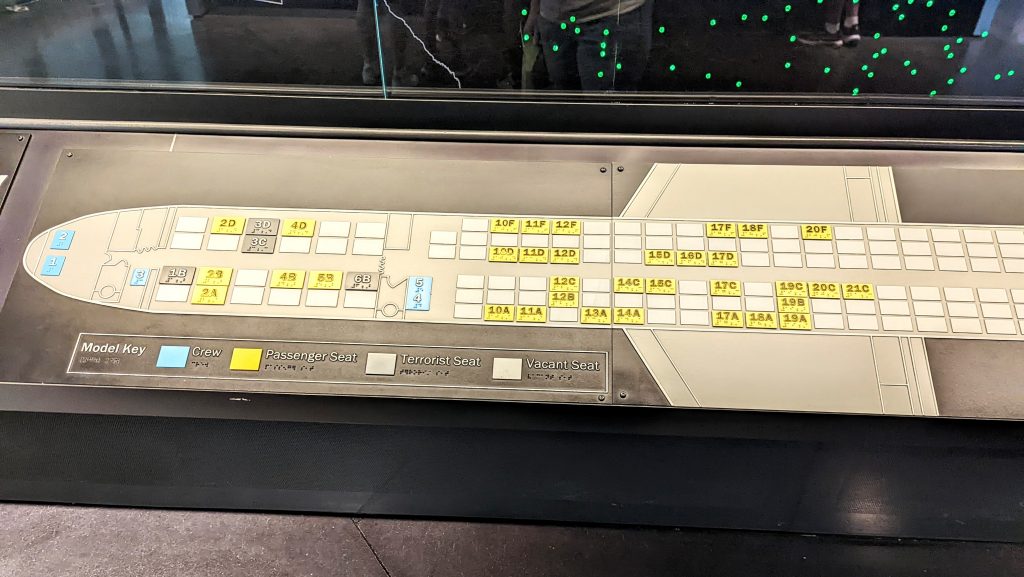 2
1
3
2D 3D 4D
3C
1B 2B 4B 5B 6B
2A
5
4
10F 11F 12F 17F 18F 20F
10D 11D 12D 15D 16D 17D
12C 14C 15C 17C 19C 20C 21C
12B 19B
10A 11A 13A 14A 17A 18A 19A
Model Key Crew Passenger Seat Terrorist Seat Vacant Seat